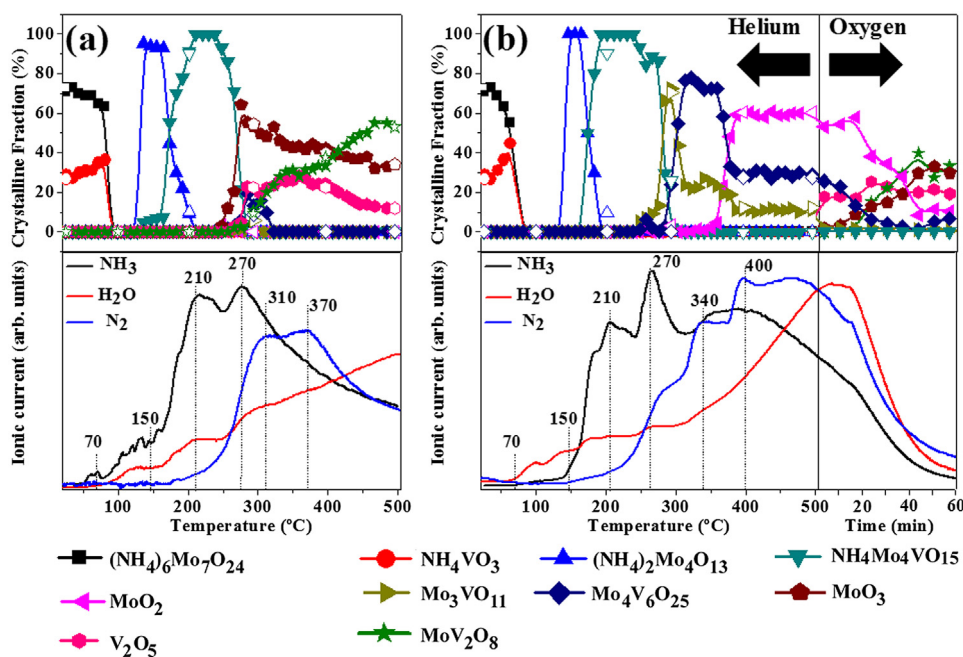 (a)
Crystalline Fraction (%)
100
80
60
40
20
0
(b)
Helium
Oxygen
Crystalline Fraction (%)
100
80
60
40
20
0
Ionic current (arb. units)
NH3
H2O
N2
70
150
210
270
310
370
100
200
300
400
500
Temperature (ºC)
Ionic current (arb. units)
NH3
H2O
N2
70
150
210
270
340
400
100
200
300
400
500
20
40
60
Temperature (ºC)
Time (min)
(NH4)6Mo7O24
NH4VO3
(NH4)2Mo4O13
NH4Mo4VO15
MoO2
Mo3VO11
Mo4V6O25
MoO3
V2O5
MoV2O8